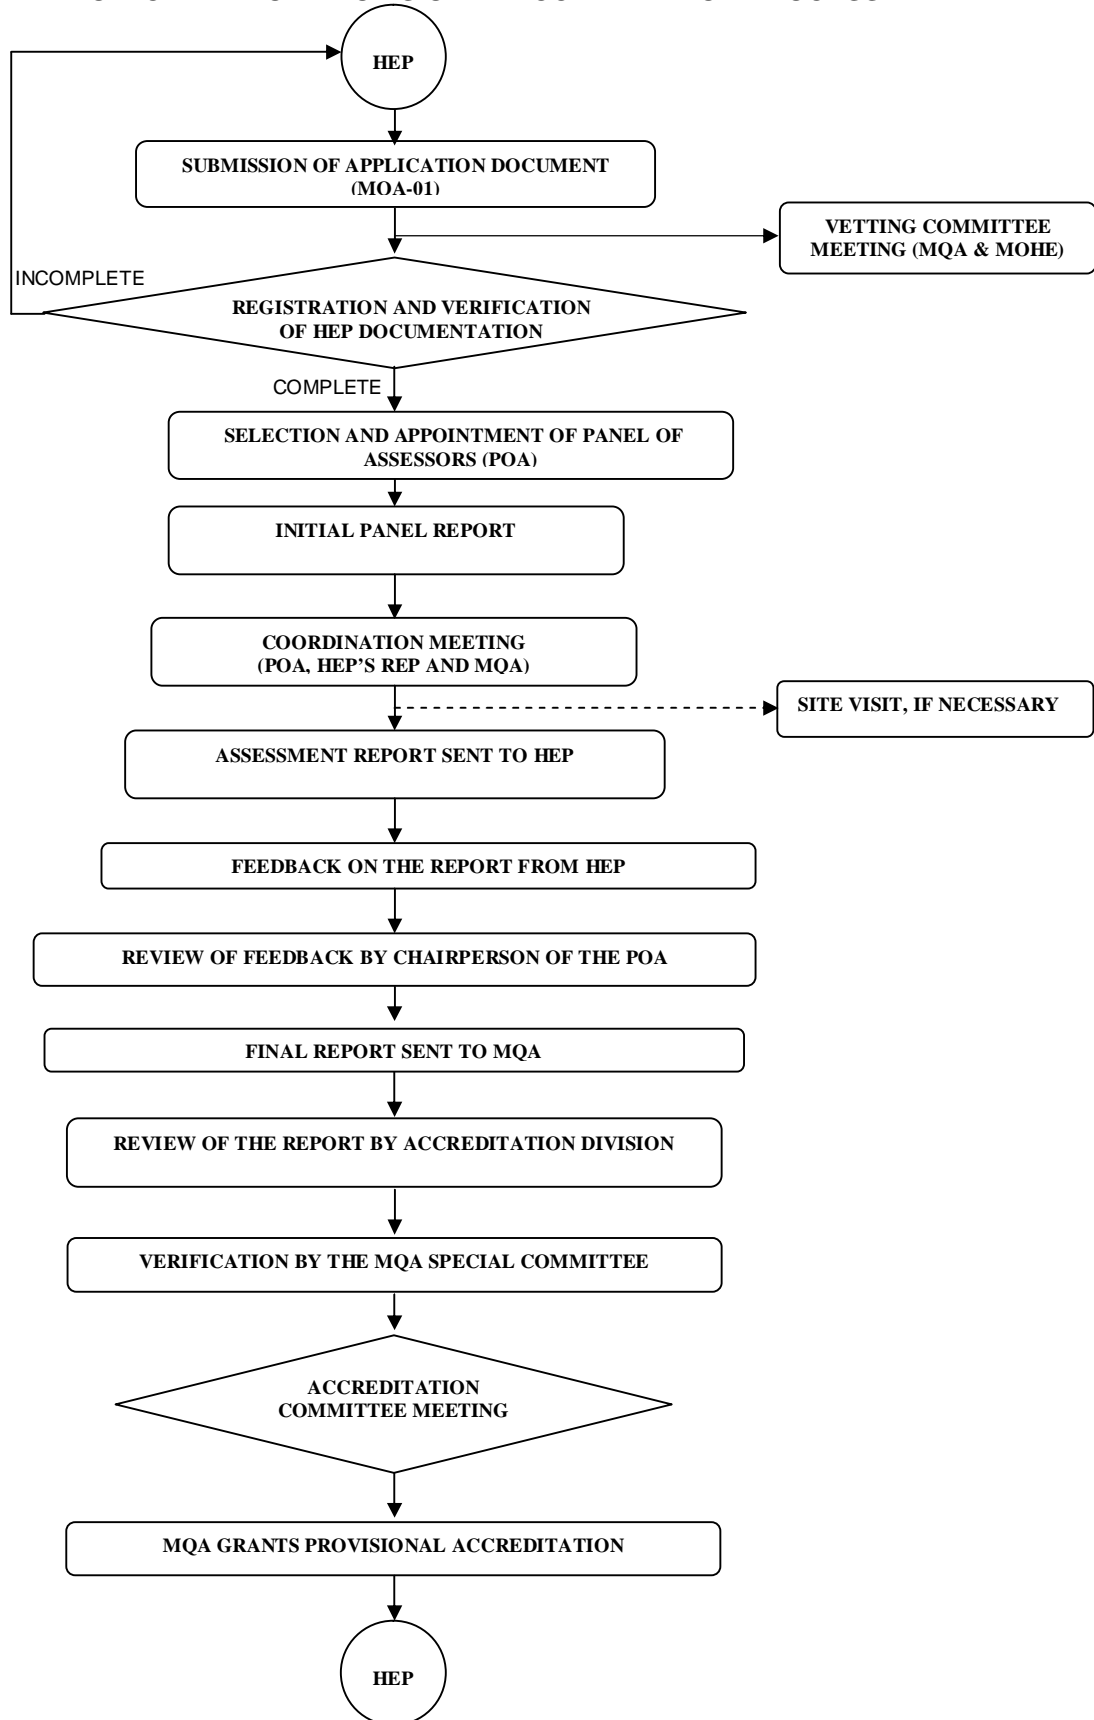 HEP
SUBMISSION OF APPLICATION DOCUMENT
(MQA-01)
VETTING COMMITTEE
MEETING (MQA & MOHE)
INCOMPLETE
REGISTRATION AND VERIFICATION
OF HEP DOCUMENTATION
COMPLETE
SELECTION AND APPOINTMENT OF PANEL OF
ASSESSORS (POA)
INITIAL PANEL REPORT
COORDINATION MEETING
(POA, HEP'S REP AND MQA)
SITE VISIT, IF NECESSARY
ASSESSMENT REPORT SENT TO HEP
FEEDBACK ON THE REPORT FROM HEP
REVIEW OF FEEDBACK BY CHAIRPERSON OF THE POA
FINAL REPORT SENT TO MQA
REVIEW OF THE REPORT BY ACCREDITATION DIVISION
VERIFICATION BY THE MQA SPECIAL COMMITTEE
ACCREDITATION
COMMITTEE MEETING
MQA GRANTS PROVISIONAL ACCREDITATION
HEP